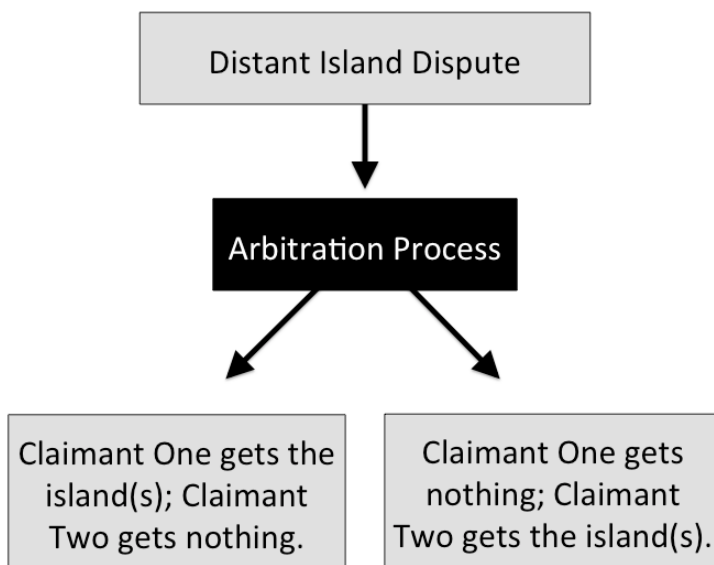 Distant Island Dispute
Arbitration Process
Claimant One gets the
island(s); Claimant
Two gets nothing.
Claimant One gets
nothing; Claimant
Two gets the island(s).